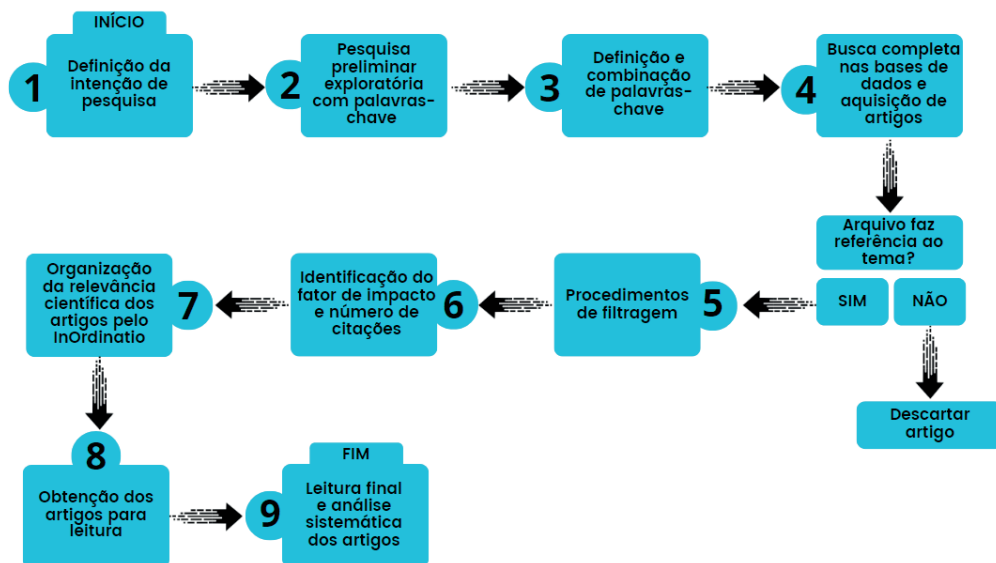 INÍCIO
1
Definição da
intenção de
pesquisa
2
Pesquisa
preliminar
exploratória
com palavras-
chave
3
Definição e
combinação
de palavras-
chave
4
Busca completa
nas bases de
dados e
aquisição de
artigos
Arquivo faz
referência ao
tema?
SIM
NÃO
Descartar
artigo
5
Procedimentos
de filtragem
6
Identificação do
fator de impacto
e número de
citações
7
Organização
da relevância
científica dos
artigos pelo
InOrdinatio
8
Obtenção dos
artigos para
leitura
9
FIM
Leitura final
e análise
sistemática
dos artigos